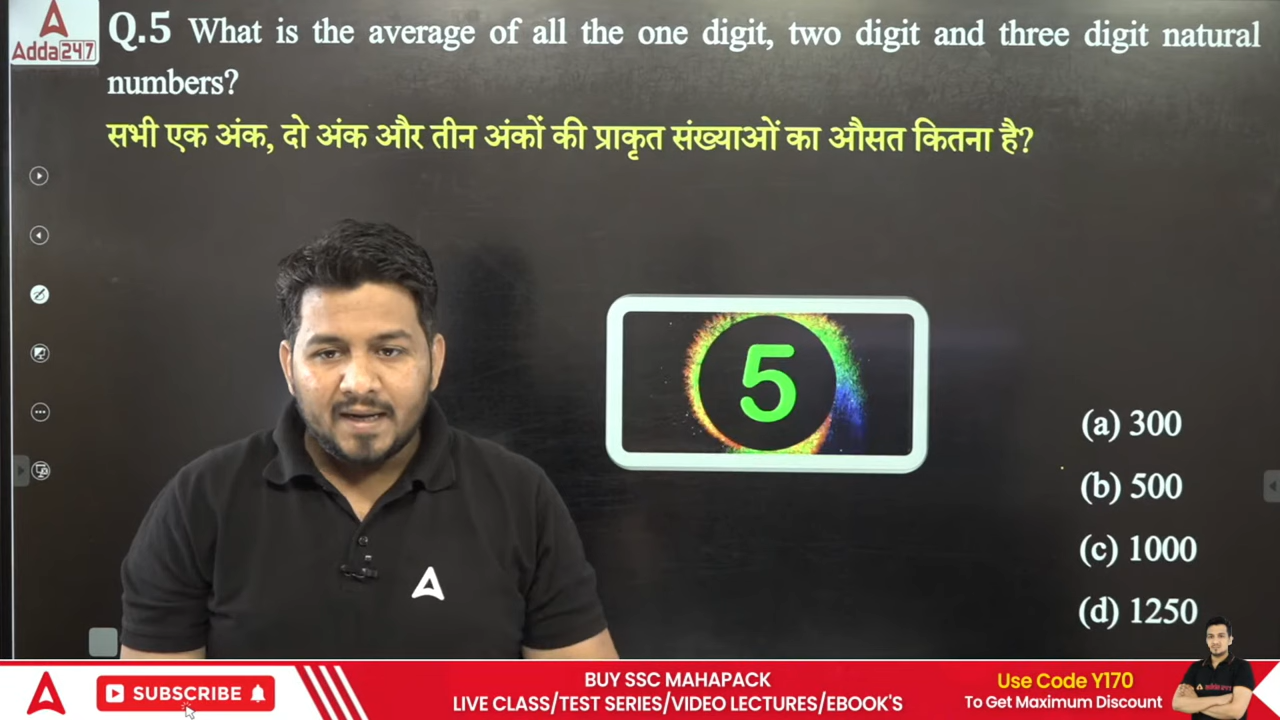 Adda247
Q.5 What is the average of all the one digit, two digit and three digit natural
numbers?
सभी एक अंक, दो अंक और तीन अंकों की प्राकृत संख्याओं का औसत कितना है?
5
(a) 300
(b) 500
(c) 1000
(d) 1250
SUBSCRIBE
BUY SSC MAHAPACK
LIVE CLASS/TEST SERIES/VIDEO LECTURES/EBOOK'S
Use Code Y170
To Get Maximum Discount